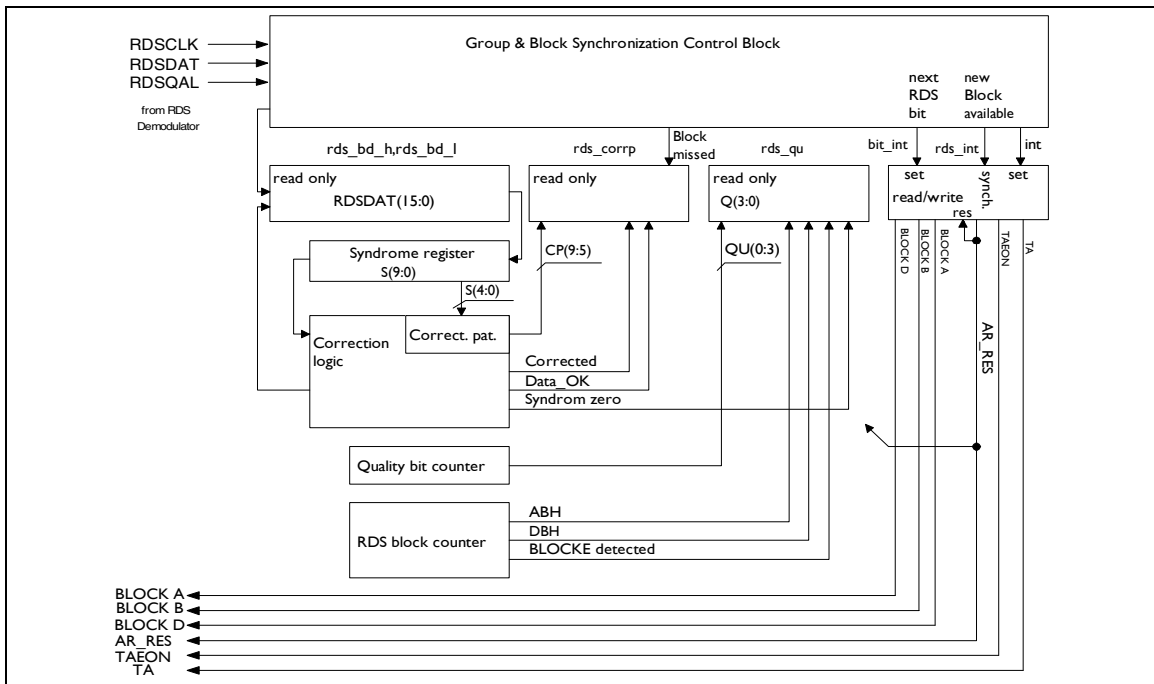 RDSCLK
RDSDAT
RDSQAL
from RDS
Demodulator
Group & Block Synchronization Control Block
next
RDS
bit
new
Block
available
rds_bd_h,rds_bd_l
rds_corrp
Block
missed
rds_qu
bit_int
rds_int
int
read only
RDSDAT(15:0)
read only
read only
Q(3:0)
set
synch.
set
read/write
res
BLOCK D
BLOCK B
BLOCK A
TAEON
TA
Syndrome register
S(9:0)
S(4:0)
CP(9:5)
QU(0:3)
Correction
logic
Correct. pat.
AR_RES
Corrected
Data_OK
Syndrom zero
Quality bit counter
RDS block counter
ABH
DBH
BLOCKE detected
BLOCK A
BLOCK B
BLOCK D
AR_RES
TAEON
TA